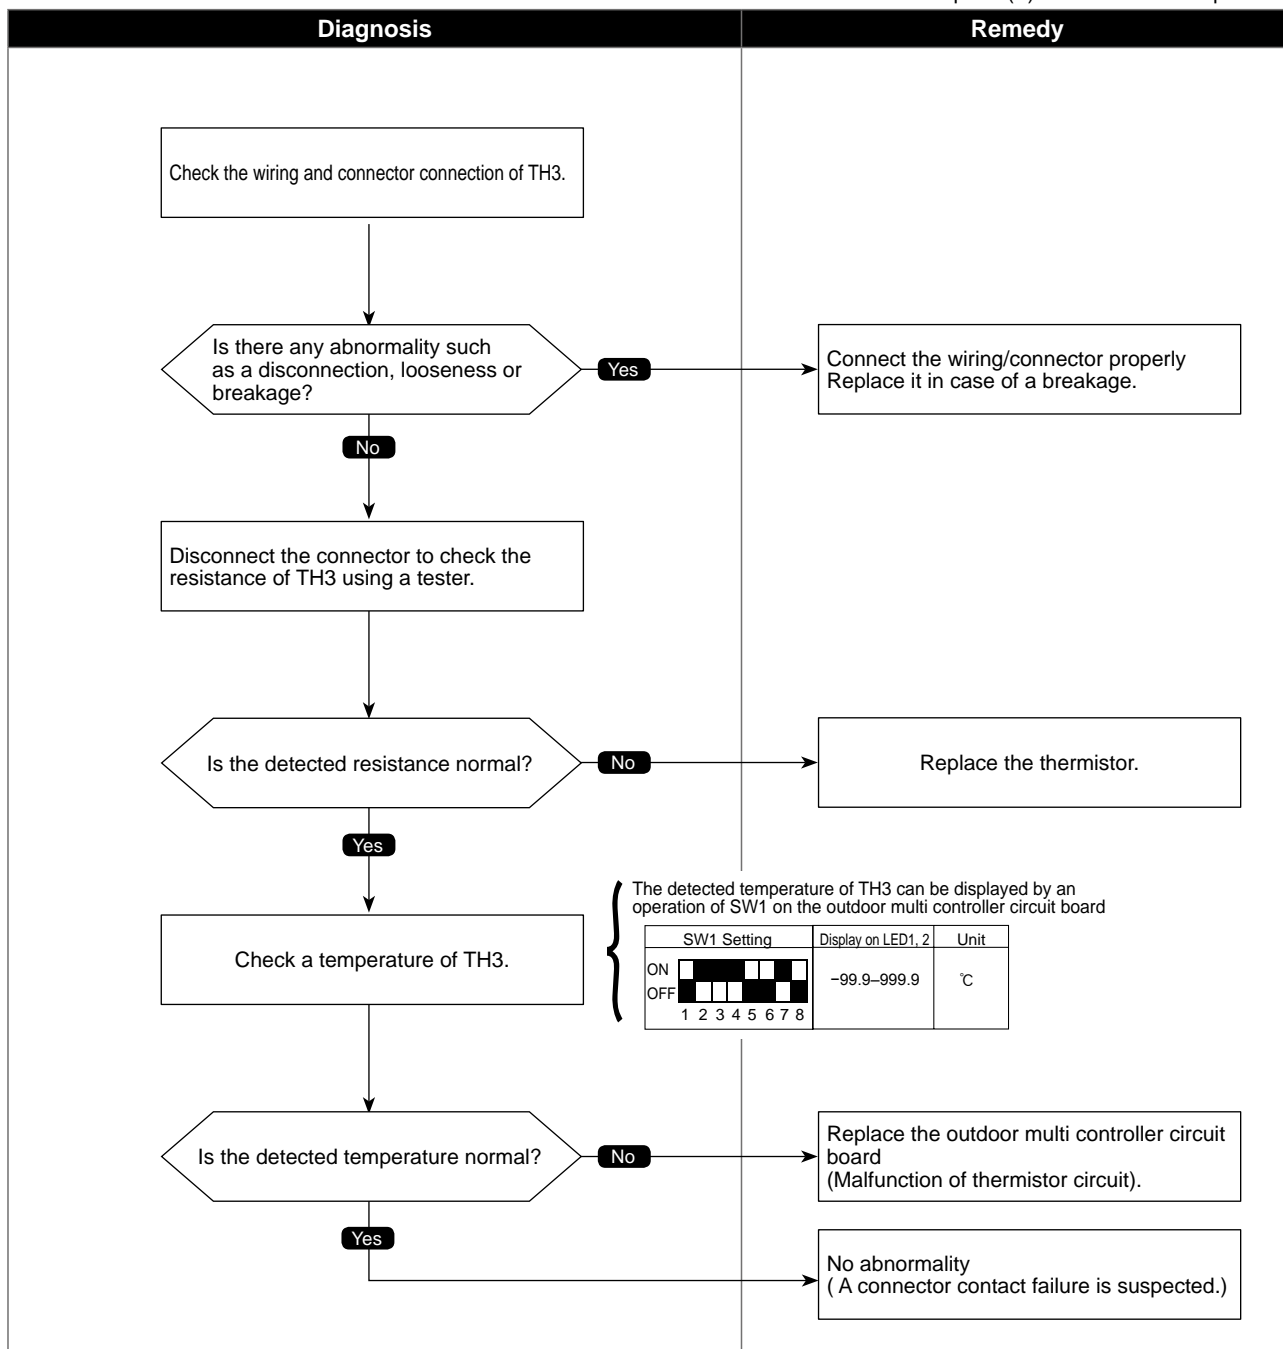 Diagnosis
Remedy
Check the wiring and connector connection of TH3.
Is there any abnormality such
as a disconnection, looseness or
breakage?
Yes
Connect the wiring/connector properly
Replace it in case of a breakage.
No
Disconnect the connector to check the
resistance of TH3 using a tester.
Is the detected resistance normal?
No
Replace the thermistor.
Yes
The detected temperature of TH3 can be displayed by an
operation of SW1 on the outdoor multi controller circuit board
Check a temperature of TH3.
SW1 Setting
Display on LED1, 2
Unit
ON
OFF
1 2 3 4 5 6 7 8
−99.9–999.9
℃
Is the detected temperature normal?
No
Replace the outdoor multi controller circuit
board
(Malfunction of thermistor circuit).
Yes
No abnormality
( A connector contact failure is suspected.)